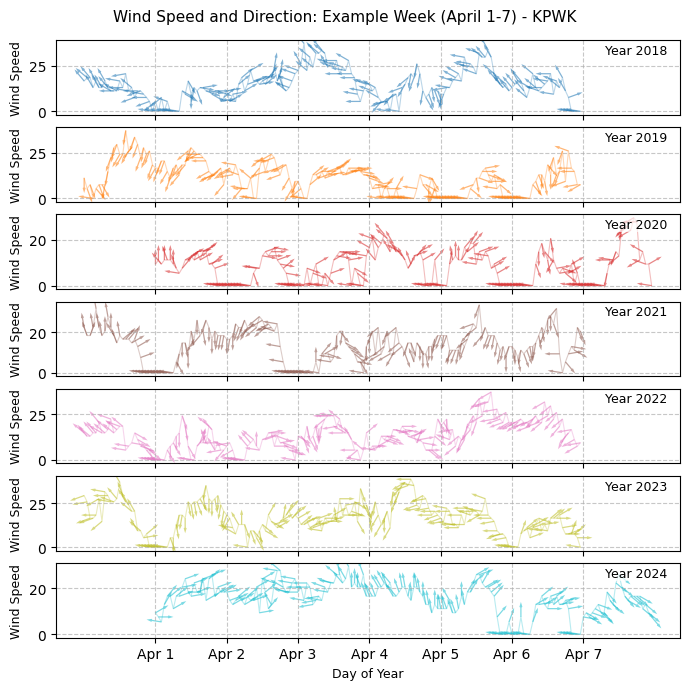 Wind Speed and Direction: Example Week (April 1-7) - KPWK
Wind Speed
25
0
Year 2018
Wind Speed
25
0
Year 2019
Wind Speed
20
0
Year 2020
Wind Speed
20
0
Year 2021
Wind Speed
25
0
Year 2022
Wind Speed
25
0
Year 2023
Wind Speed
20
0
Year 2024
Apr 1 Apr 2 Apr 3 Apr 4 Apr 5 Apr 6 Apr 7
Day of Year